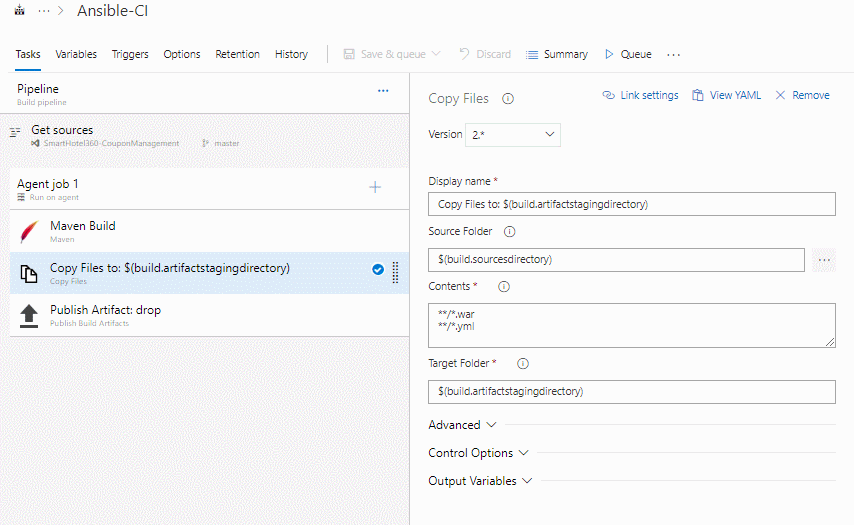 Ansible-CI
Tasks Variables Triggers Options Retention History Save & queue Discard Summary Queue
Pipeline
Build pipeline
Get sources
SmartHotel360-CouponManagement master
Agent job 1
Run on agent
Maven Build
Maven
Copy Files to: $(build.artifactstagingdirectory)
Copy Files
Publish Artifact: drop
Publish Build Artifacts
Copy Files Link settings View YAML Remove
Version 2.*
Display name *
Copy Files to: $(build.artifactstagingdirectory)
Source Folder
$(build.sourcesdirectory)
Contents *
**/*.war
**/*.yml
Target Folder *
$(build.artifactstagingdirectory)
Advanced
Control Options
Output Variables